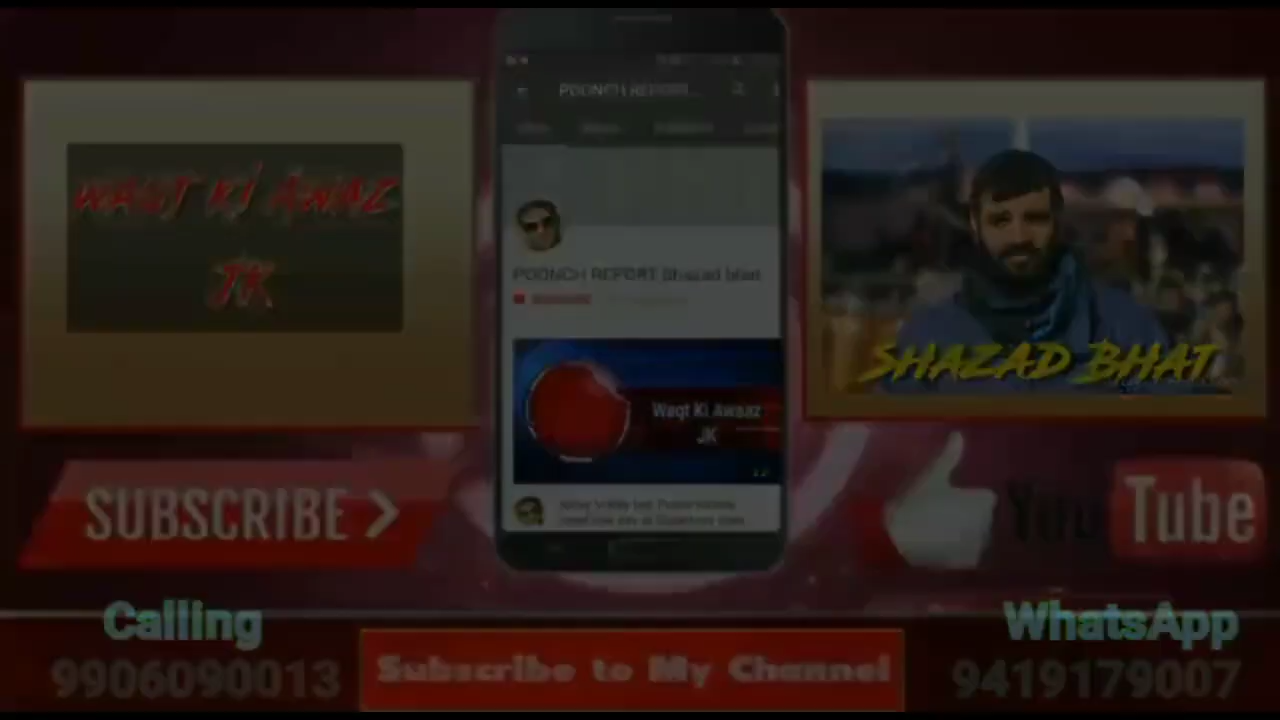 WAQT KI AWAZ
JK
POONCH REPORT...
POONCH REPORT Shazad bhat
Waqt Ki Awaaz
JK
SHAZAD BHAT
SUBSCRIBE >
YouTube
Calling
9906090013
Subscribe to My Channel
WhatsApp
9419179007